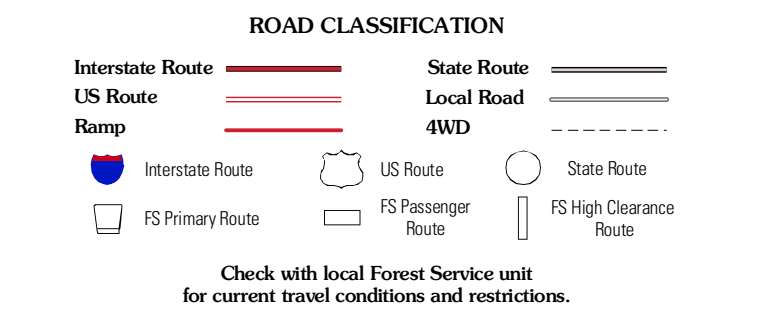 ROAD CLASSIFICATION
Interstate Route
State Route
US Route
Local Road
Ramp
4WD
Interstate Route
US Route
State Route
FS Primary Route
FS Passenger
Route
FS High Clearance
Route
Check with local Forest Service unit
for current travel conditions and restrictions.